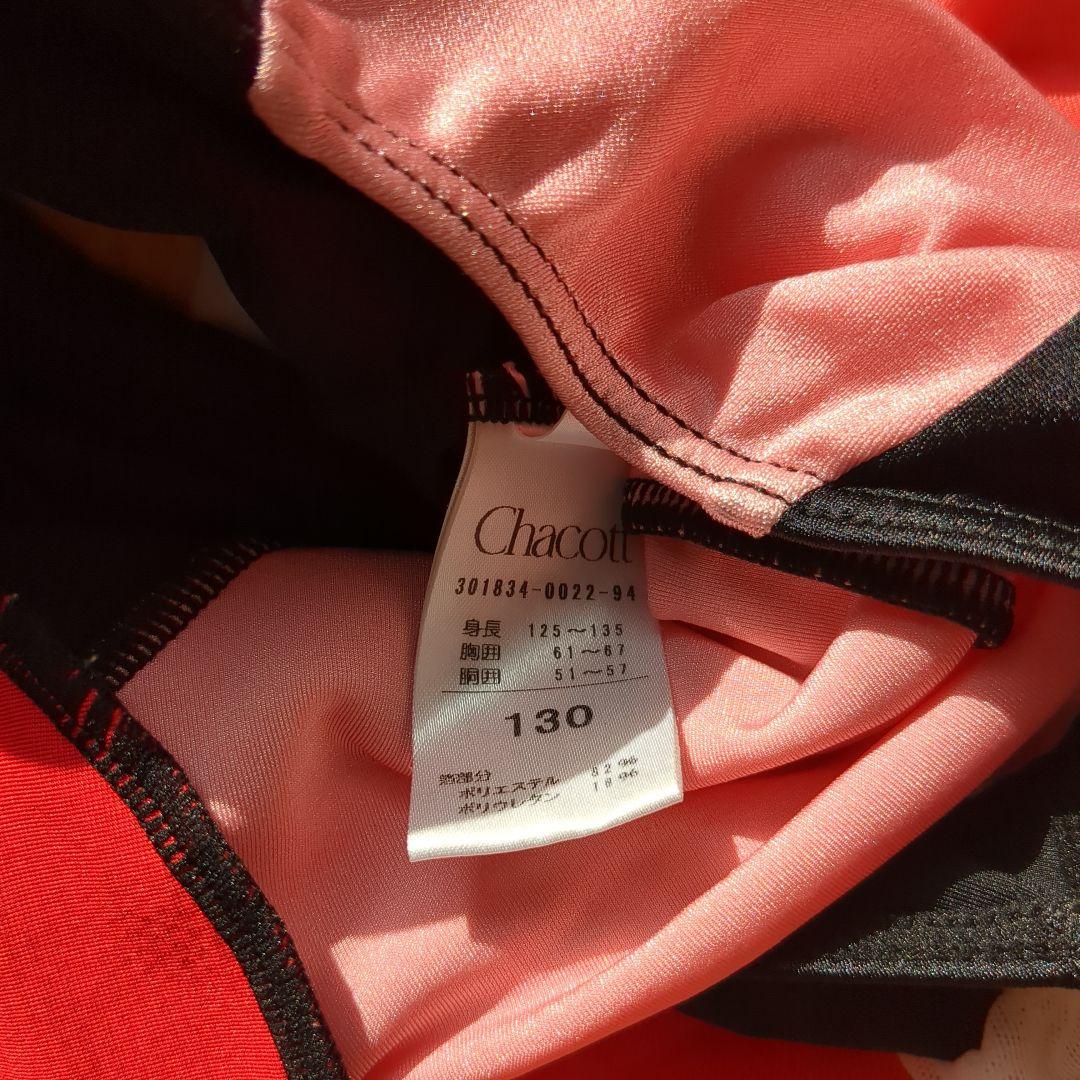 Chacott
301834-0022-94
身長 125～135
胸囲 61～67
胴囲 51～57
130
箔部分
ポリエステル 82%
ポリウレタン 18%